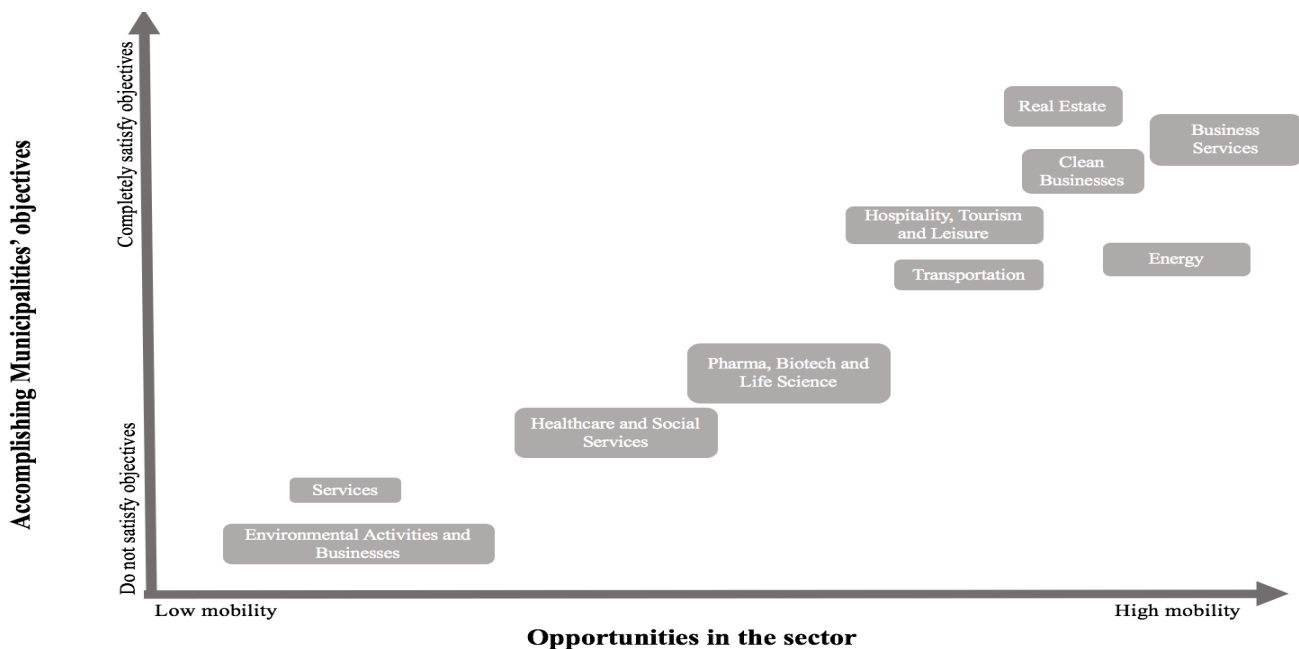 Accomplishing Municipalities' objectives
Completely satisfy objectives
Do not satisfy objectives
Real Estate
Business
Services
Clean
Businesses
Hospitality, Tourism
and Leisure
Energy
Transportation
Pharma, Biotech and
Life Science
Healthcare and Social
Services
Services
Environmental Activities and
Businesses
Low mobility
High mobility
Opportunities in the sector